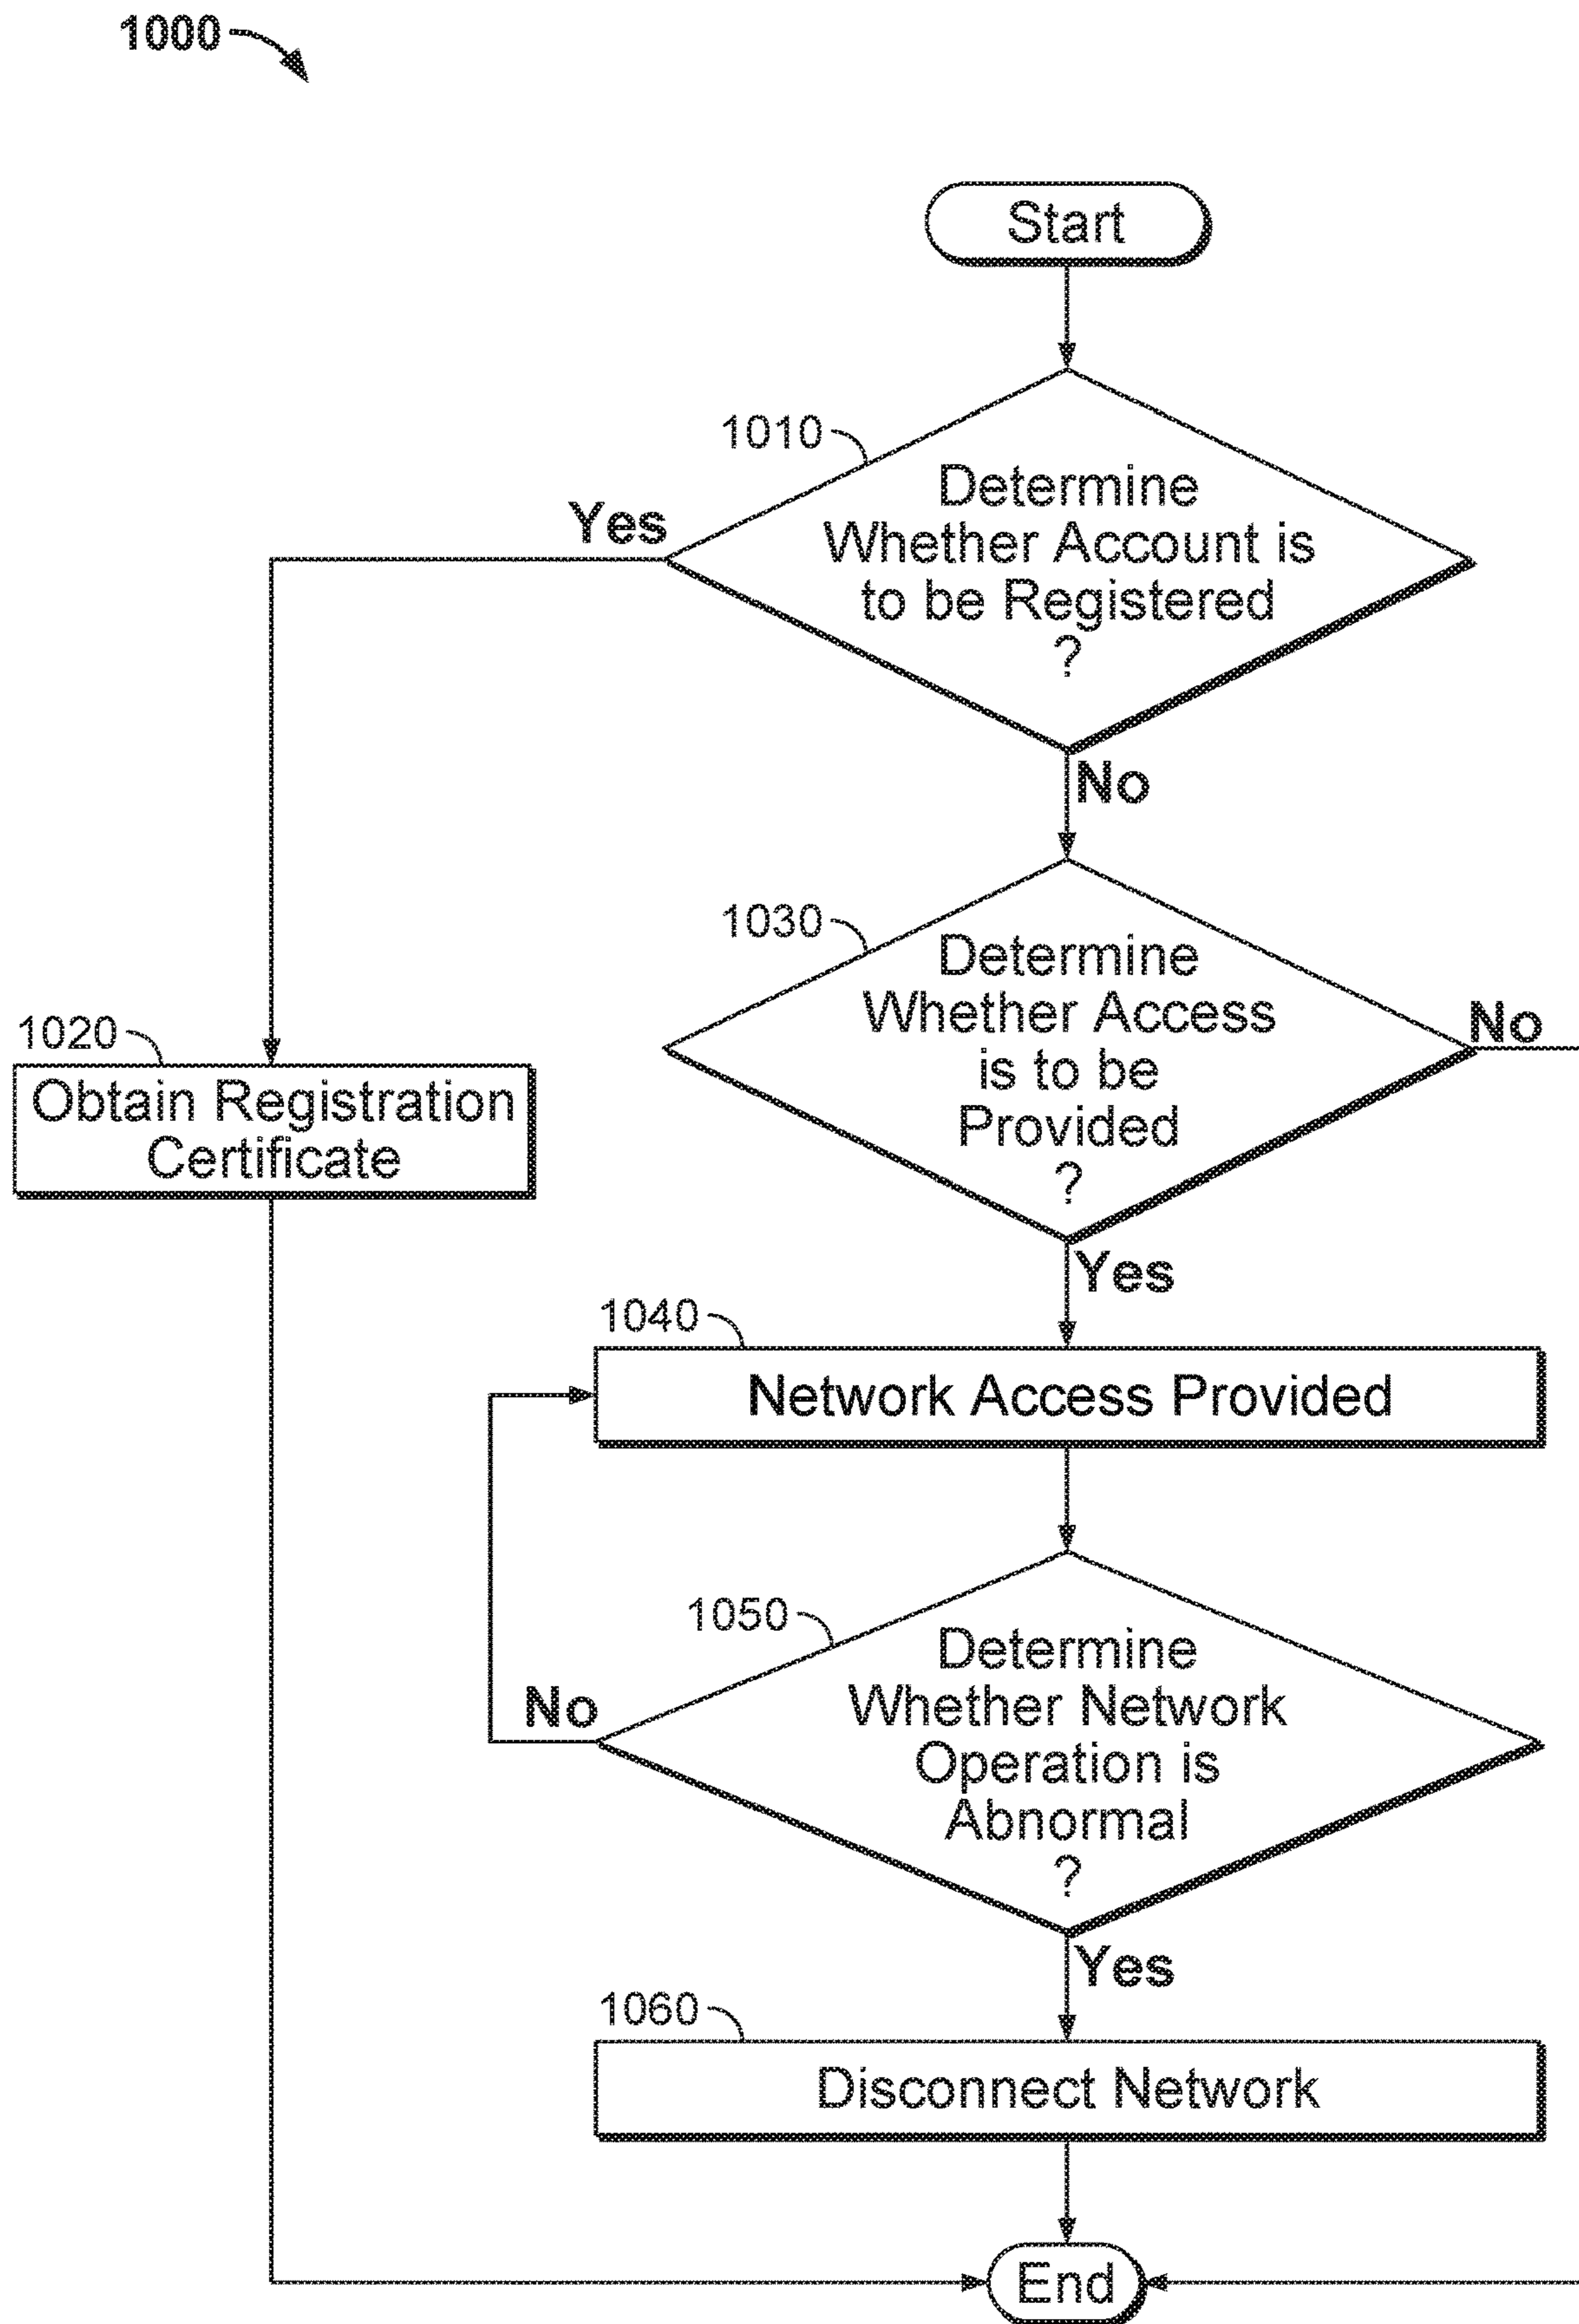 1000
Start
1010
Determine
Whether Account is
to be Registered
?
Yes
No
1030
Determine
Whether Access
is to be
Provided
?
No
1020
Obtain Registration
Certificate
Yes
1040
Network Access Provided
1050
Determine
Whether Network
Operation is
Abnormal
?
No
Yes
1060
Disconnect Network
End